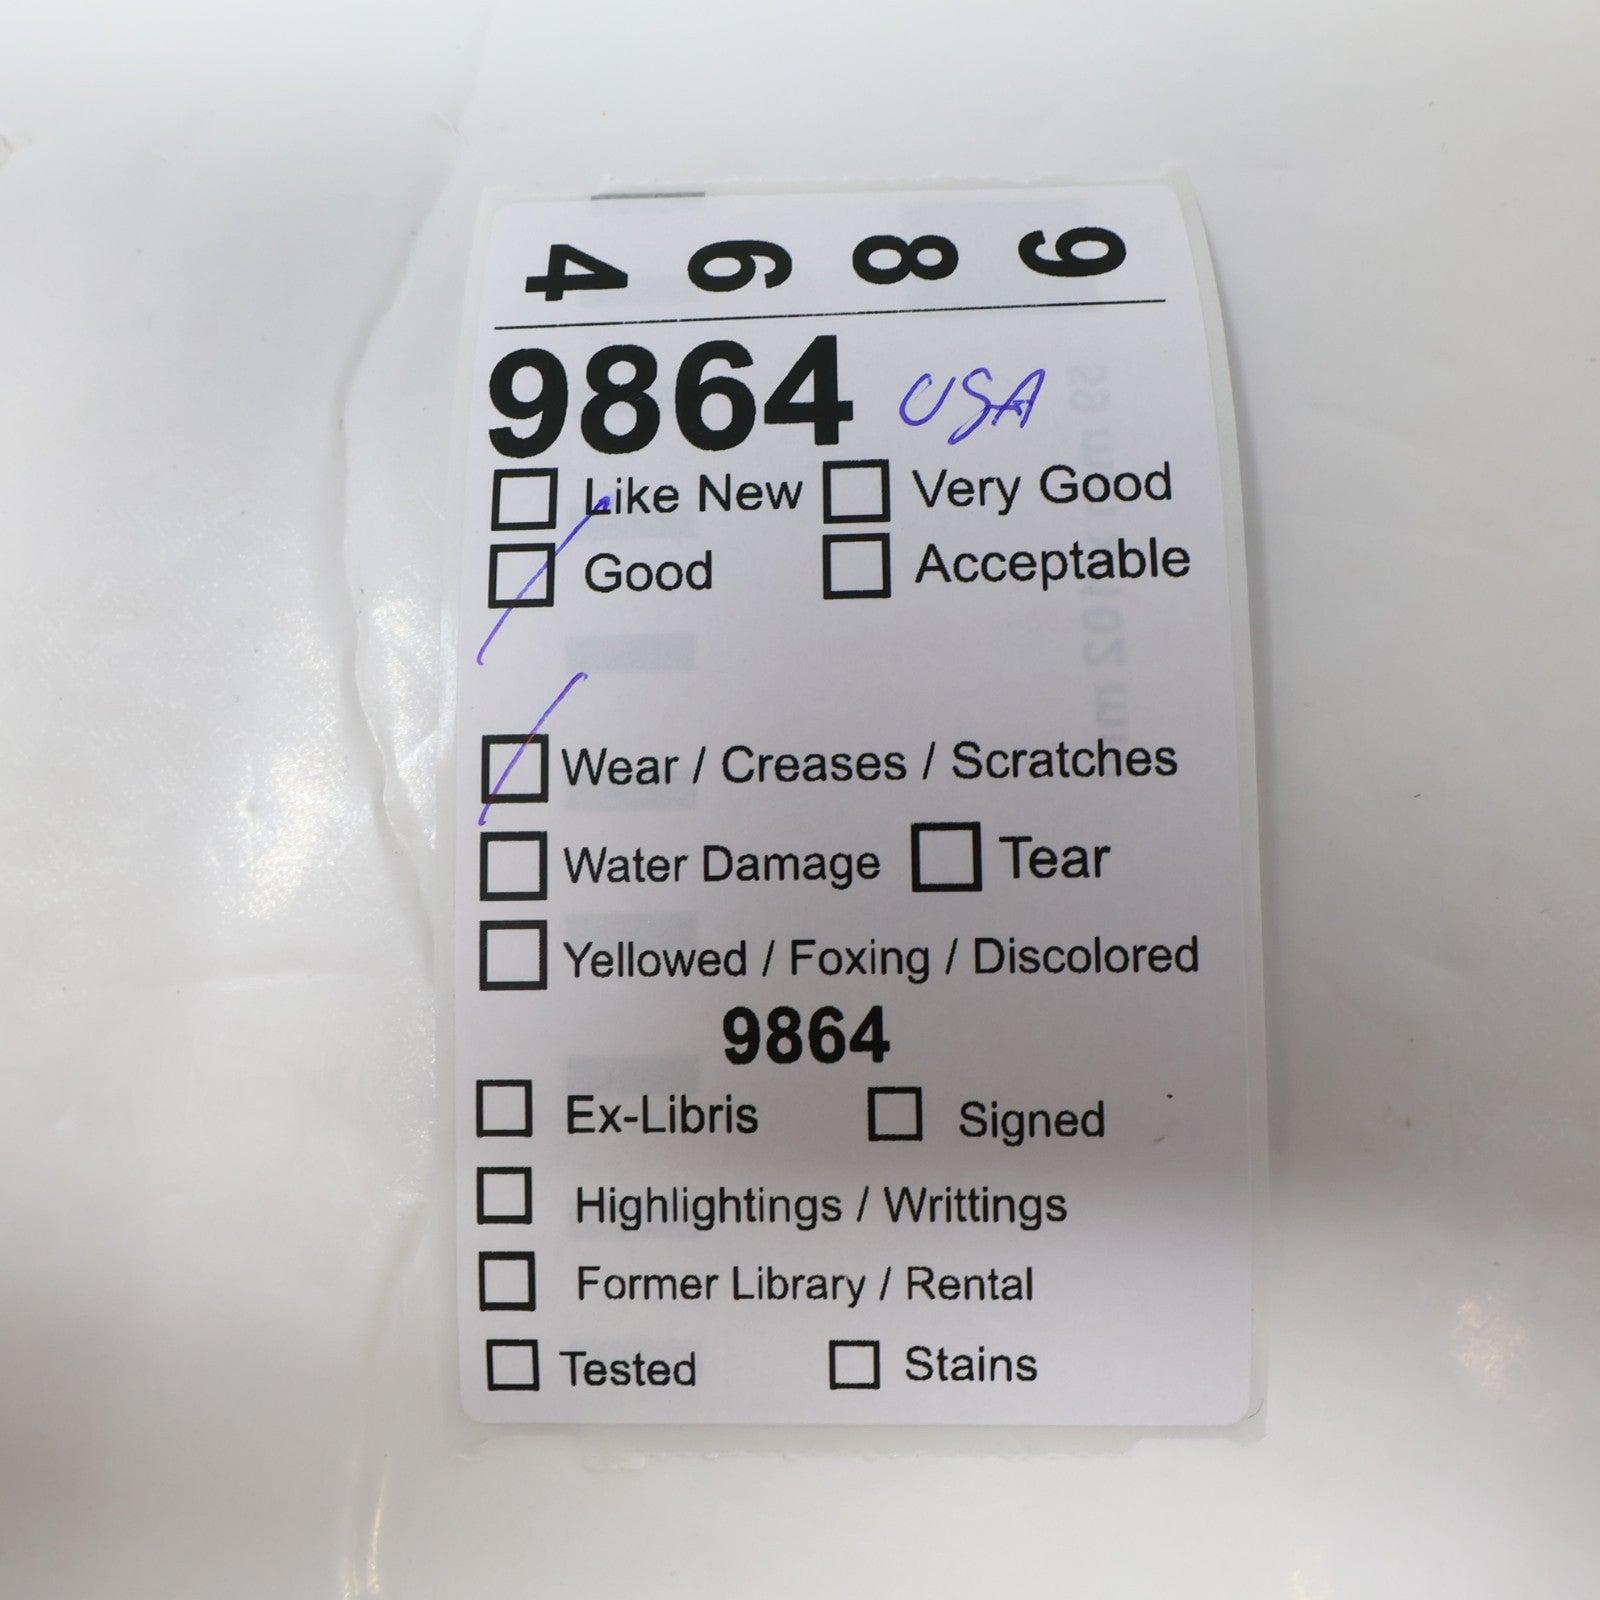 9 8 6 4
9864 USA
Like New Very Good
Good Acceptable
Wear / Creases / Scratches
Water Damage Tear
Yellowed / Foxing / Discolored
9864
Ex-Libris Signed
Highlightings / Writtings
Former Library / Rental
Tested Stains